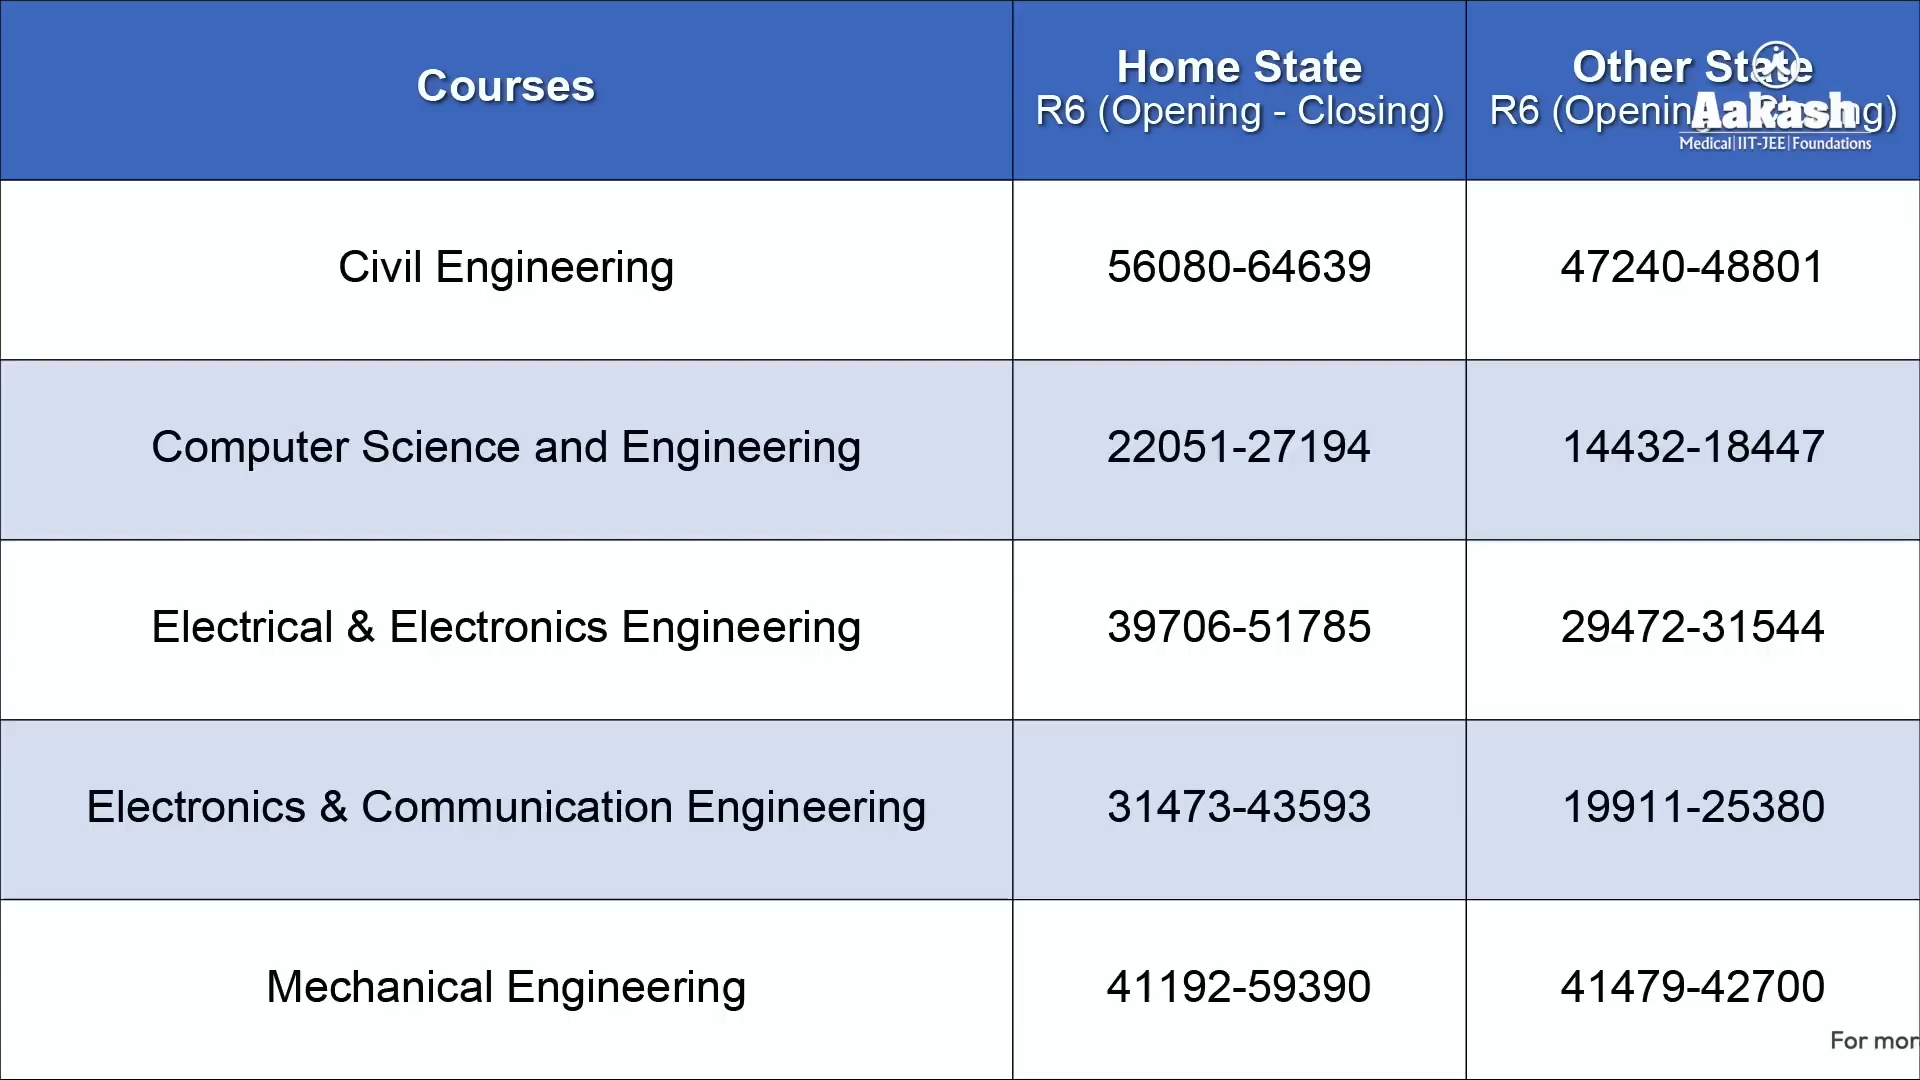 Courses
Home State
R6 (Opening - Closing)
Other State
R6 (Opening - Closing)
Aakash
Medical|IIT-JEE|Foundations
Civil Engineering
56080-64639
47240-48801
Computer Science and Engineering
22051-27194
14432-18447
Electrical & Electronics Engineering
39706-51785
29472-31544
Electronics & Communication Engineering
31473-43593
19911-25380
Mechanical Engineering
41192-59390
41479-42700
For mor